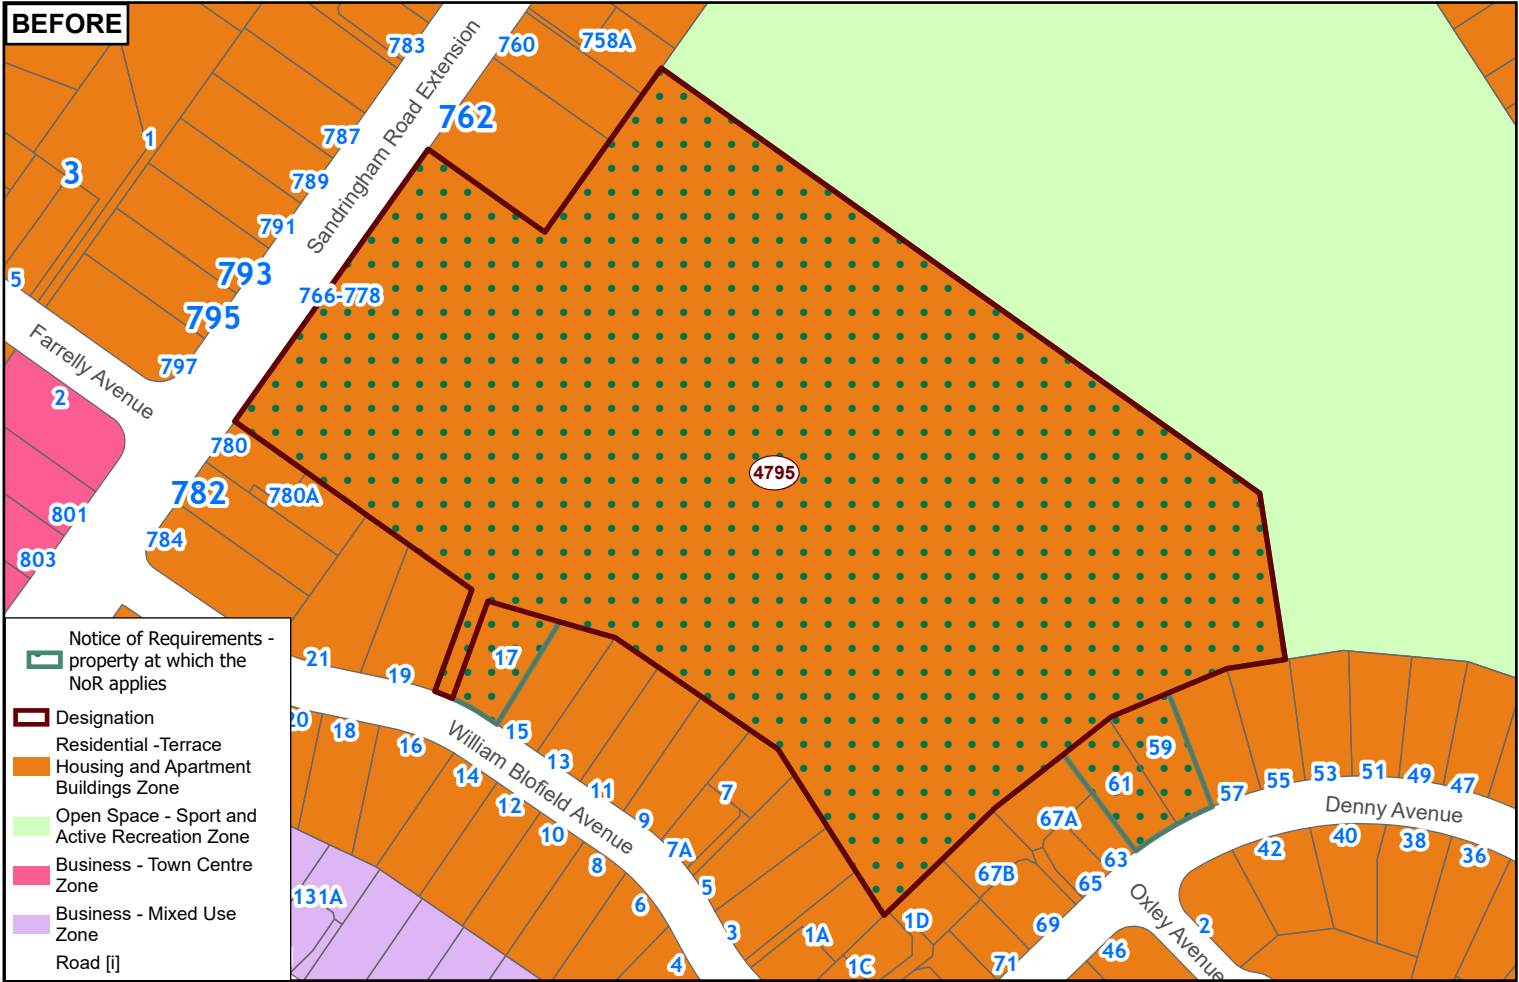 BEFORE
783
760
758A
Sandringham Road Extension
762
787
1
3
789
791
793
5
766-778
795
Farrelly Avenue
797
2
780
4795
782
780A
801
784
803
Notice of Requirements -
property at which the
NoR applies
Designation
Residential -Terrace
Housing and Apartment
Buildings Zone
Open Space - Sport and
Active Recreation Zone
Business - Town Centre
Zone
Business - Mixed Use
Zone
Road [i]
21
19
17
20
18
16
15
William Blofield Avenue
13
14
11
12
9
10
7
7A
8
5
6
3
4
131A
1A
1C
1D
59
61
57
55
53
51
49
47
Denny Avenue
67A
63
42
40
38
36
67B
65
Oxley Avenue
69
2
71
46